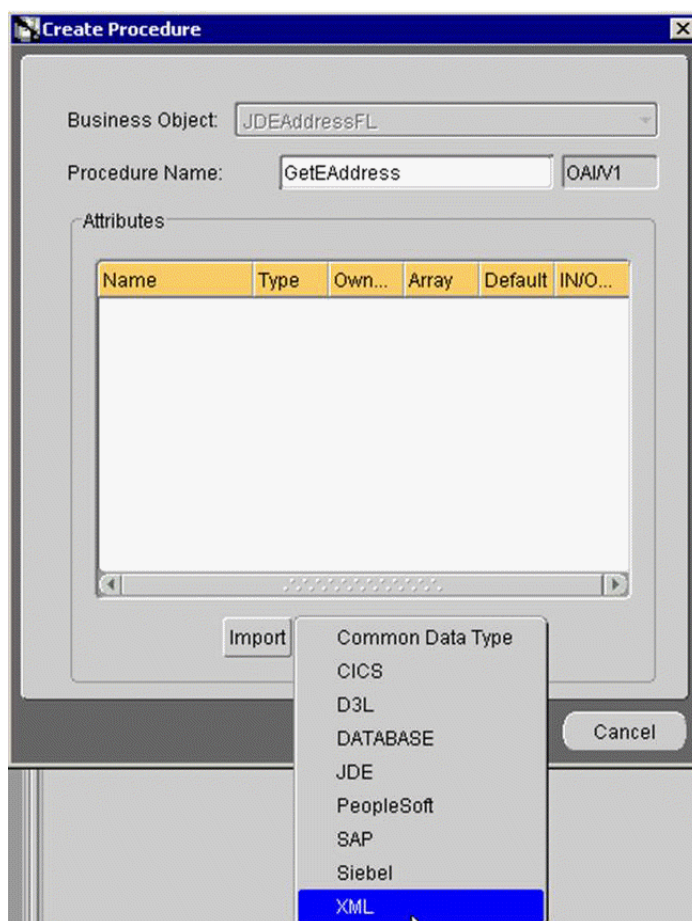 Create Procedure
Business Object: JDEAddressFL
Procedure Name: GetEAddress OAI/V1
Attributes
Name Type Own... Array Default IN/O...
Import
Common Data Type
CICS
D3L
DATABASE
Cancel
JDE
PeopleSoft
SAP
Siebel
XML